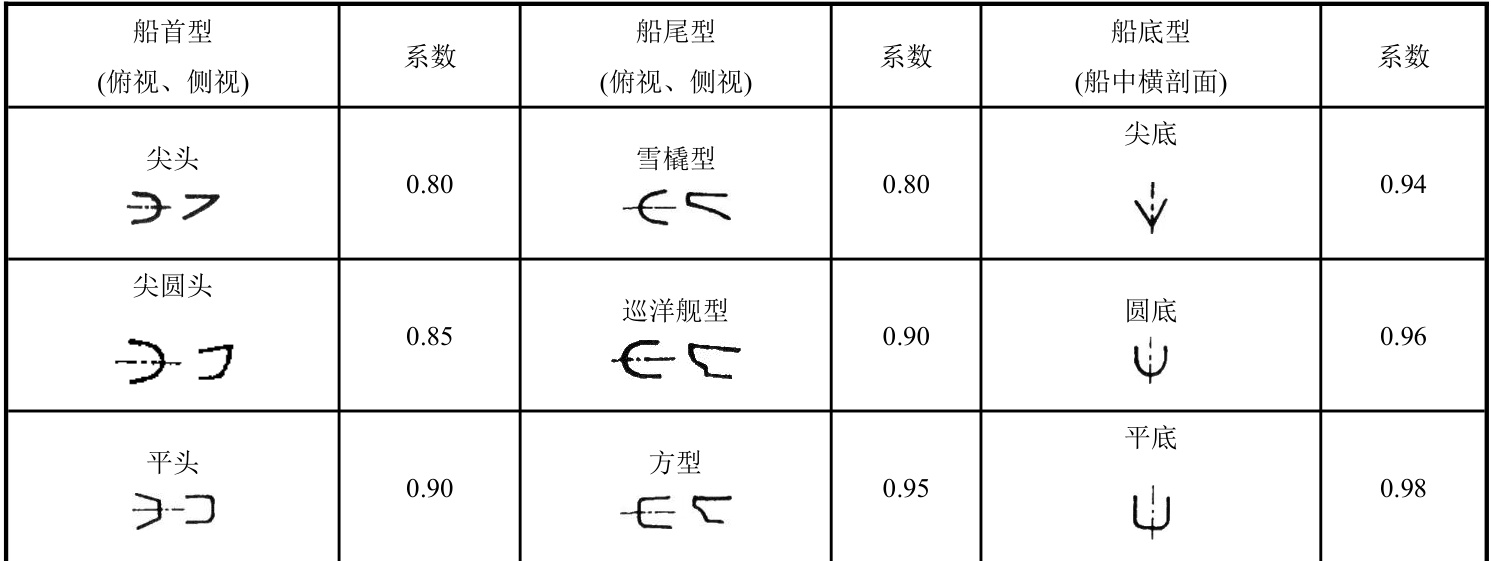 船首型
(俯视、侧视)
系数
船尾型
(俯视、侧视)
系数
船底型
(船中横剖面)
系数
尖头
0.80
雪橇型
0.80
尖底
0.94
尖圆头
0.85
巡洋舰型
0.90
圆底
0.96
平头
0.90
方型
0.95
平底
0.98